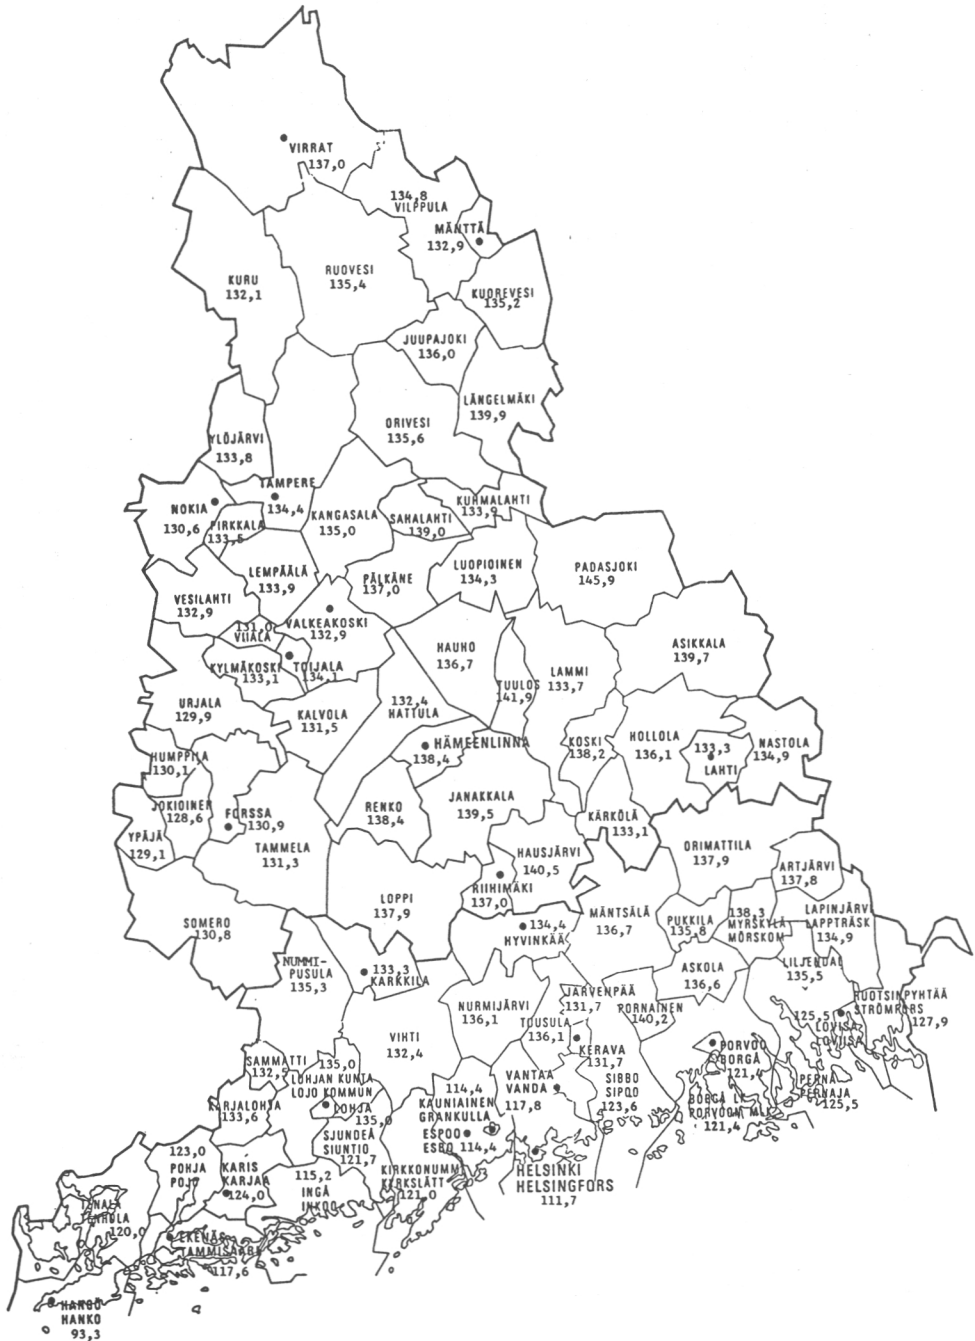 VIRRAT
137,0
134,8
VILPPULA
MÄNTTÄ
132,9
KURU
132,1
RUOVESI
135,4
KUOREVESI
135,2
JUUPAJOKI
136,0
LÄNGELMÄKI
139,9
ORIVESI
135,6
YLÖJÄRVI
133,8
TAMPERE
134,4
NOKIA
130,6
PIRKKALA
133,5
KANGASALA
135,0
SAHALAHTI
139,0
KUHMALAHTI
133,9
LEMPÄÄLÄ
133,9
PÄLKÄNE
137,0
LUOPIOINEN
134,3
PADASJOKI
145,9
VESILAHTI
132,9
131,0
VIIALA
VALKEAKOSKI
132,9
KYLMÄKOSKI
133,1
TOIJALA
134,1
HAUHO
136,7
TUULOS
141,9
LAMMI
133,7
ASIKKALA
139,7
URJALA
129,9
KALVOLA
131,5
132,4
HATTULA
HÄMEENLINNA
138,4
KOSKI
138,2
HOLLOLA
136,1
133,3
LAHTI
NASTOLA
134,9
HUMPPILA
130,1
JOKIOINEN
128,6
FORSSA
130,9
YPÄJÄ
129,1
TAMMELA
131,3
RENKO
138,4
JANAKKALA
139,5
KÄRKÖLÄ
133,1
HAUSJÄRVI
140,5
RIIHIMÄKI
137,0
ORIMATTILA
137,9
ARTJÄRVI
137,8
SOMERO
130,8
LOPPI
137,9
134,4
HYVINKÄÄ
MÄNTSÄLÄ
136,7
PUKKILA
135,8
138,3
MYRSKYLÄ
MÖRSKOM
LAPINJÄRVI
LAPPTRÄSK
134,9
NUMMI-
PUSULA
135,3
133,3
KARKKILA
ASKOLA
136,6
LILJENDAL
135,5
NURMIJÄRVI
136,1
JÄRVENPÄÄ
131,7
PORNAINEN
140,2
RUOTSINPYHTÄÄ
STRÖMFORS
127,9
125,5
LOVISA
LOVIISA
VIHTI
132,4
TUUSULA
136,1
KERAVA
131,7
SAMMATTI
132,5
135,0
LOHJAN KUNTA
LOJO KOMMUN
LOHJA
135,0
114,4
KAUNIAINEN
GRANKULLA
VANTAA
VANDA
117,8
SIBBO
SIPOO
123,6
PORVOO
BORGÅ
121,4
BORGÅ LK
PORVOON MLK
121,4
PERNÅ
PERNAJA
125,5
KARJALOHJA
133,6
SJUNDEÅ
SIUNTIO
121,7
ESPOO
ESBO 114,4
123,0
POHJA
POJO
KARIS
KARJAA
124,0
115,2
INGÅ
INKOO
KIRKKONUMMI
KYRKSLÄTT
121,0
HELSINKI
HELSINGFORS
111,7
TENALA
TENHOLA
120,0
EKENÄS
TAMMISAARI
117,6
HANGÖ
HANKO
93,3